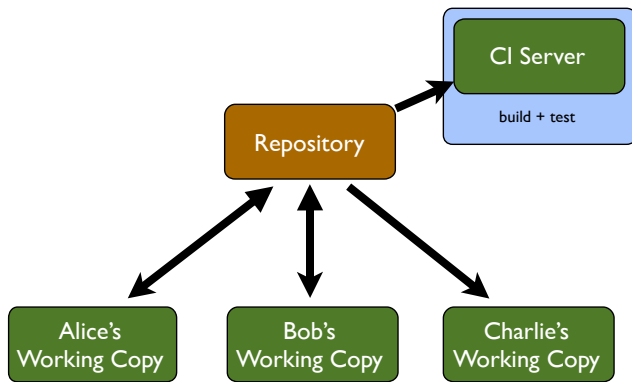 CI Server
build + test
Repository
Alice's
Working Copy
Bob's
Working Copy
Charlie's
Working Copy